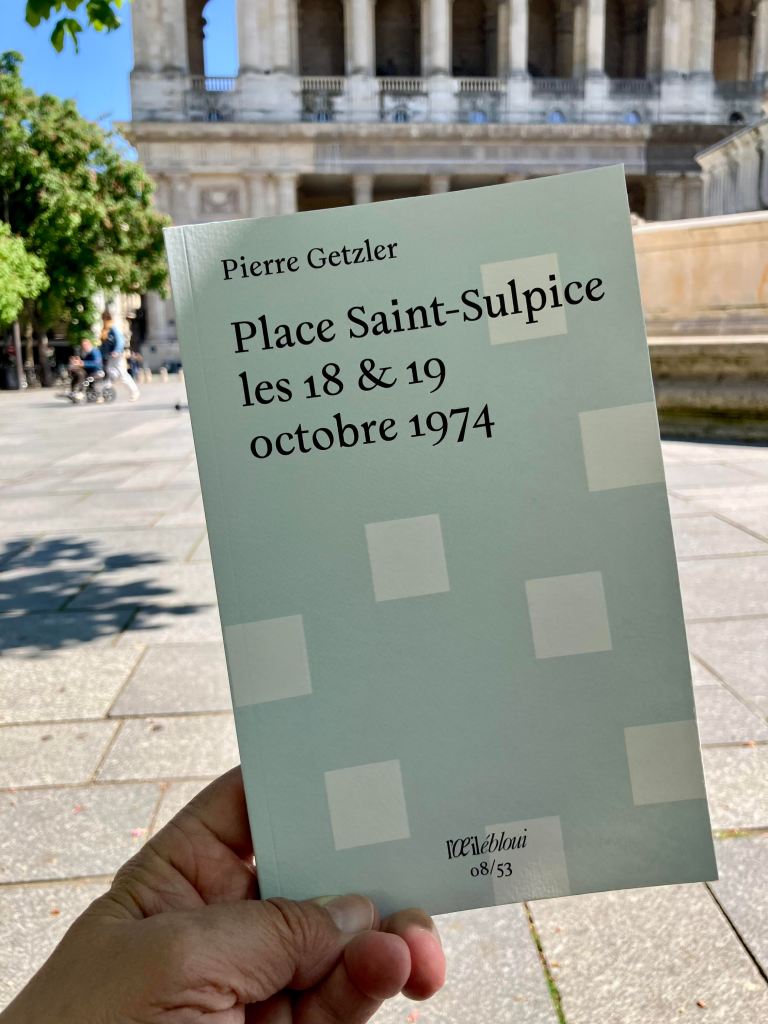 Pierre Getzler
Place Saint-Sulpice
les 18 & 19
octobre 1974
l'œil ébloui
08/53